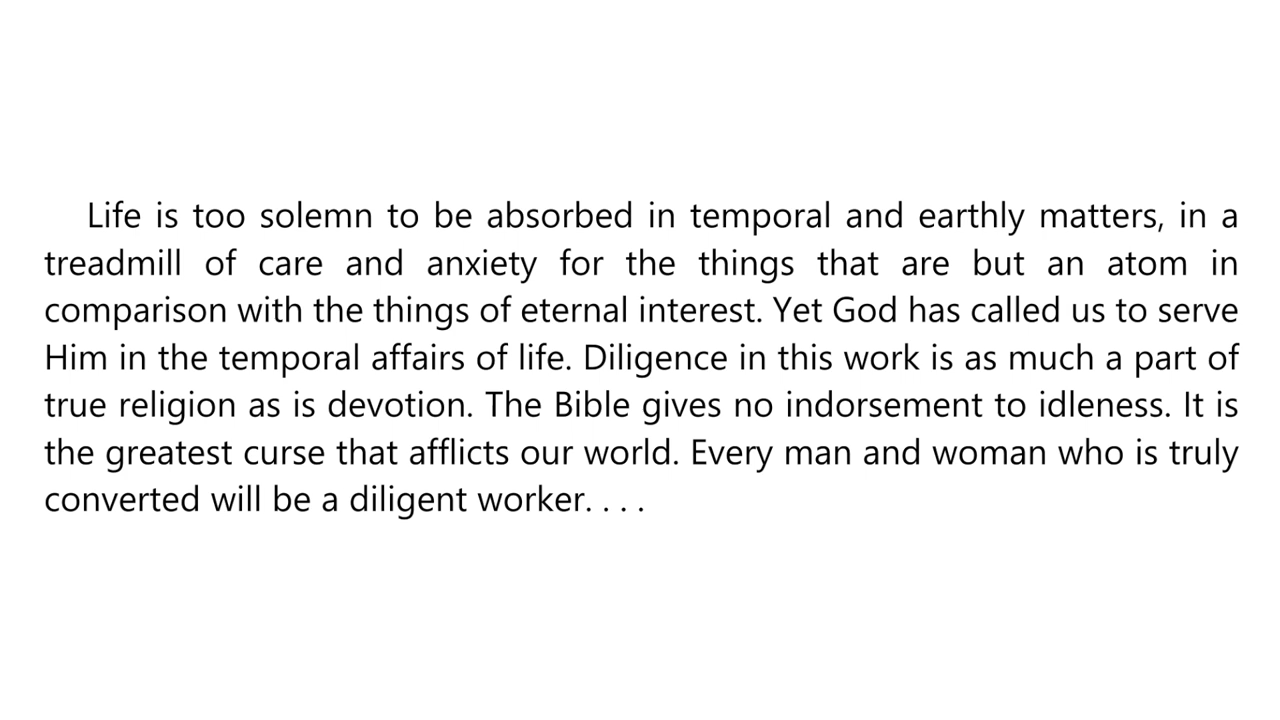 Life is too solemn to be absorbed in temporal and earthly matters, in a
treadmill of care and anxiety for the things that are but an atom in
comparison with the things of eternal interest. Yet God has called us to serve
Him in the temporal affairs of life. Diligence in this work is as much a part of
true religion as is devotion. The Bible gives no indorsement to idleness. It is
the greatest curse that afflicts our world. Every man and woman who is truly
converted will be a diligent worker. . . .